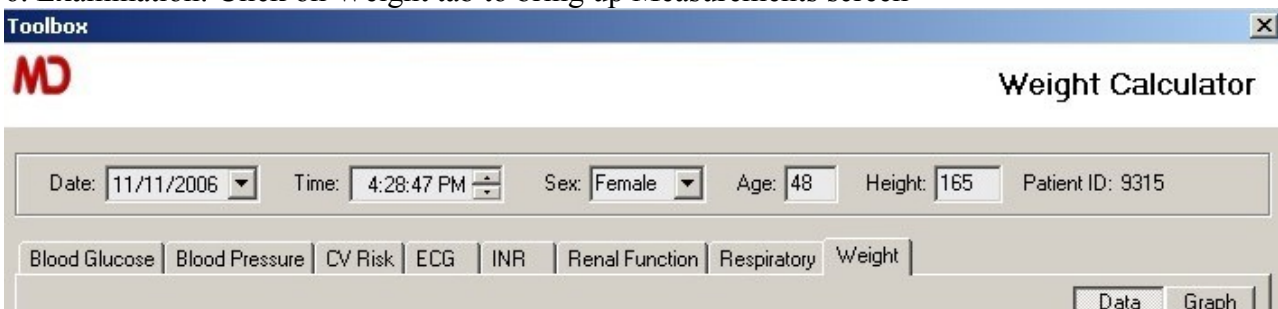 6. Examination: Click on Weight tab to bring up Measurements screen
Toolbox
MD
Weight Calculator
Date: 11/11/2006 Time: 4:28:47 PM Sex: Female Age: 48 Height: 165 Patient ID: 9315
Blood Glucose Blood Pressure CV Risk ECG INR Renal Function Respiratory Weight
Data Graph